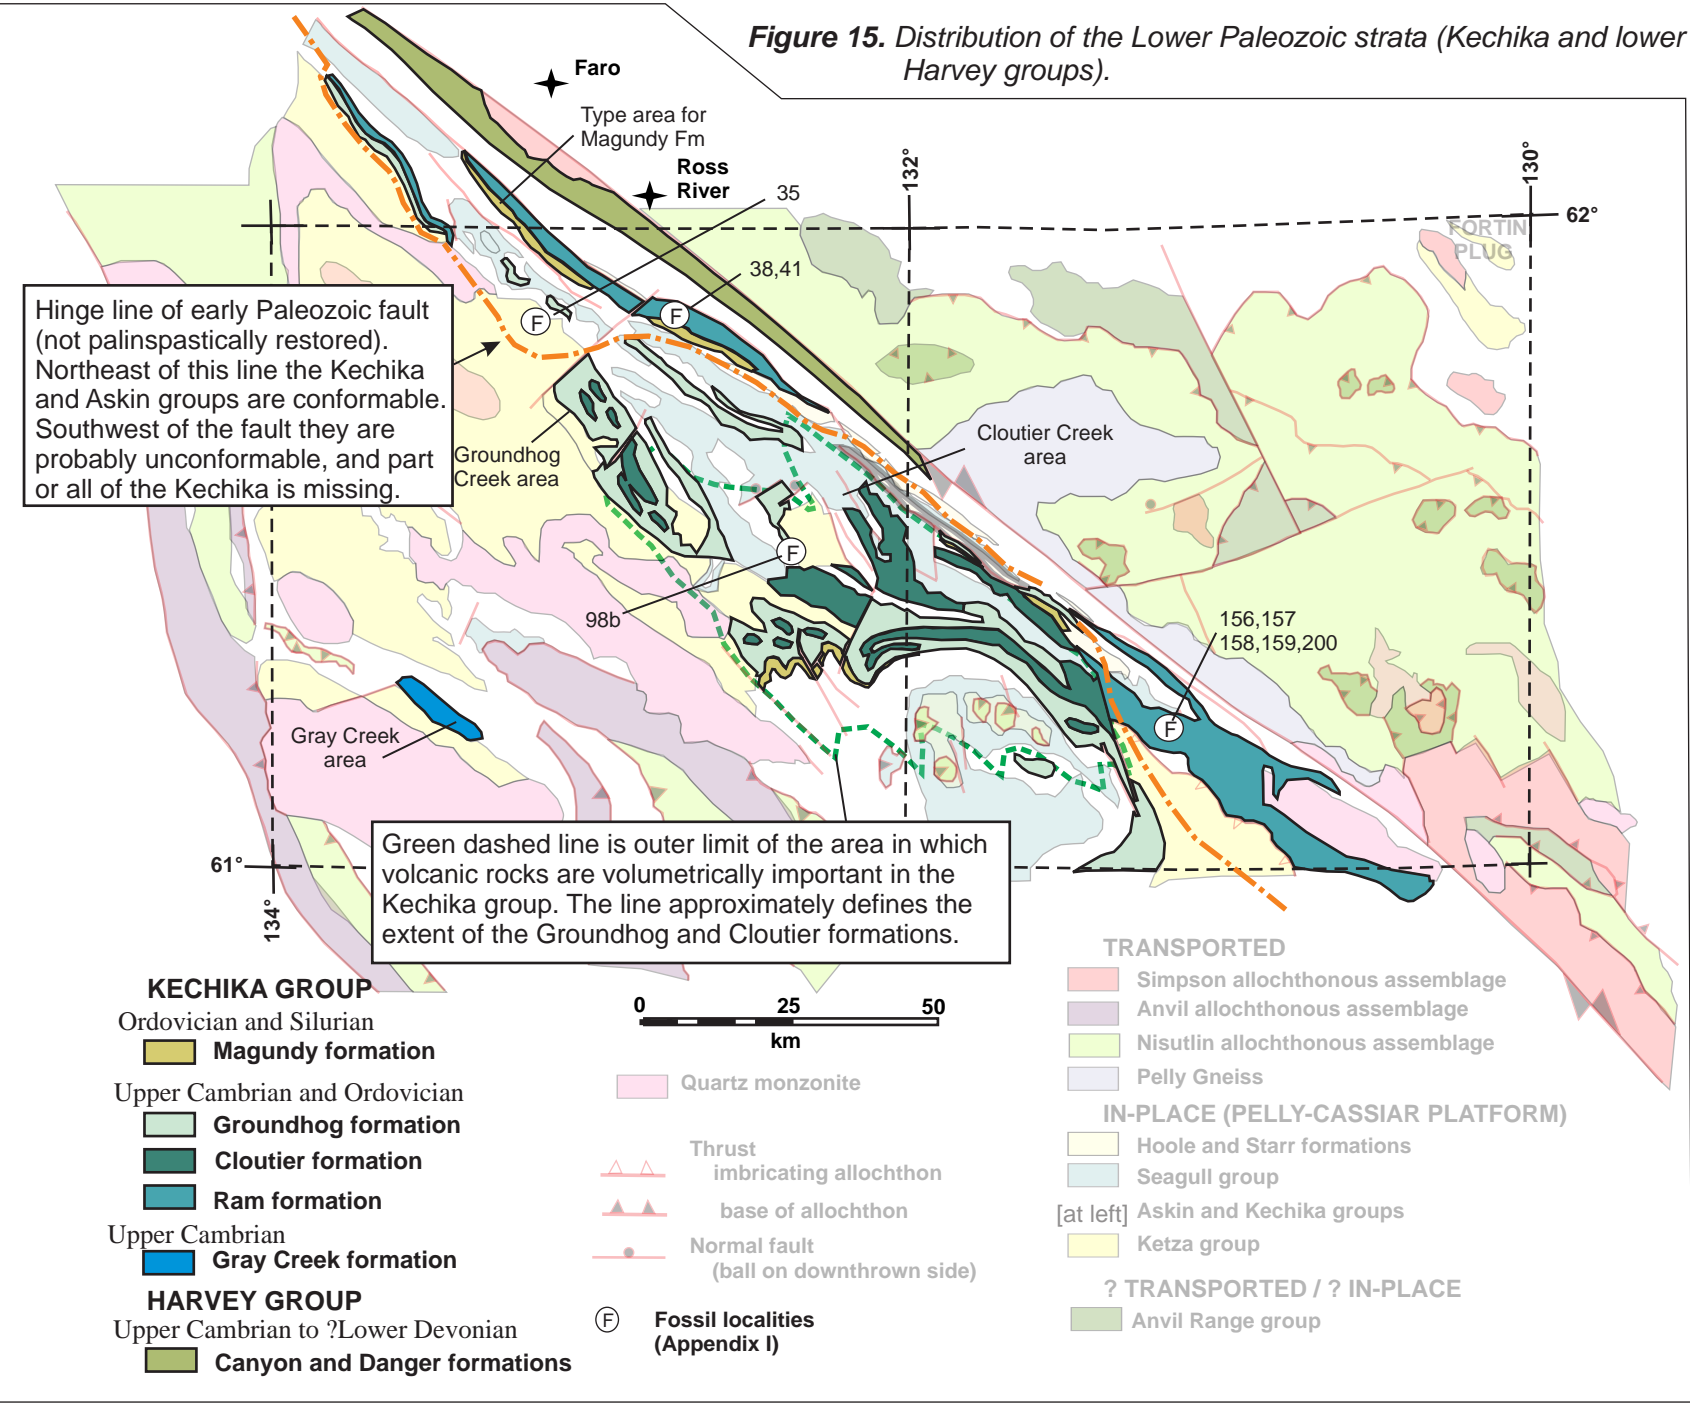 Figure 15. Distribution of the Lower Paleozoic strata (Kechika and lower
Harvey groups).
Faro
Type area for
Magundy Fm
Ross
River
35
38,41
132°
130°
62°
FORTIN
PLUG
Hinge line of early Paleozoic fault
(not palinspastically restored).
Northeast of this line the Kechika
and Askin groups are conformable.
Southwest of the fault they are
probably unconformable, and part
or all of the Kechika is missing.
F
F
Groundhog
Creek area
Cloutier Creek
area
F
98b
156,157
158,159,200
F
Gray Creek
area
61°
134°
Green dashed line is outer limit of the area in which
volcanic rocks are volumetrically important in the
Kechika group. The line approximately defines the
extent of the Groundhog and Cloutier formations.
KECHIKA GROUP
Ordovician and Silurian
Magundy formation
Upper Cambrian and Ordovician
Groundhog formation
Cloutier formation
Ram formation
Upper Cambrian
Gray Creek formation
HARVEY GROUP
Upper Cambrian to ?Lower Devonian
Canyon and Danger formations
0 25 50
km
Quartz monzonite
Thrust
imbricating allochthon
base of allochthon
Normal fault
(ball on downthrown side)
F Fossil localities
(Appendix I)
TRANSPORTED
Simpson allochthonous assemblage
Anvil allochthonous assemblage
Nisutlin allochthonous assemblage
Pelly Gneiss
IN-PLACE (PELLY-CASSIAR PLATFORM)
Hoole and Starr formations
Seagull group
[at left] Askin and Kechika groups
Ketza group
? TRANSPORTED / ? IN-PLACE
Anvil Range group